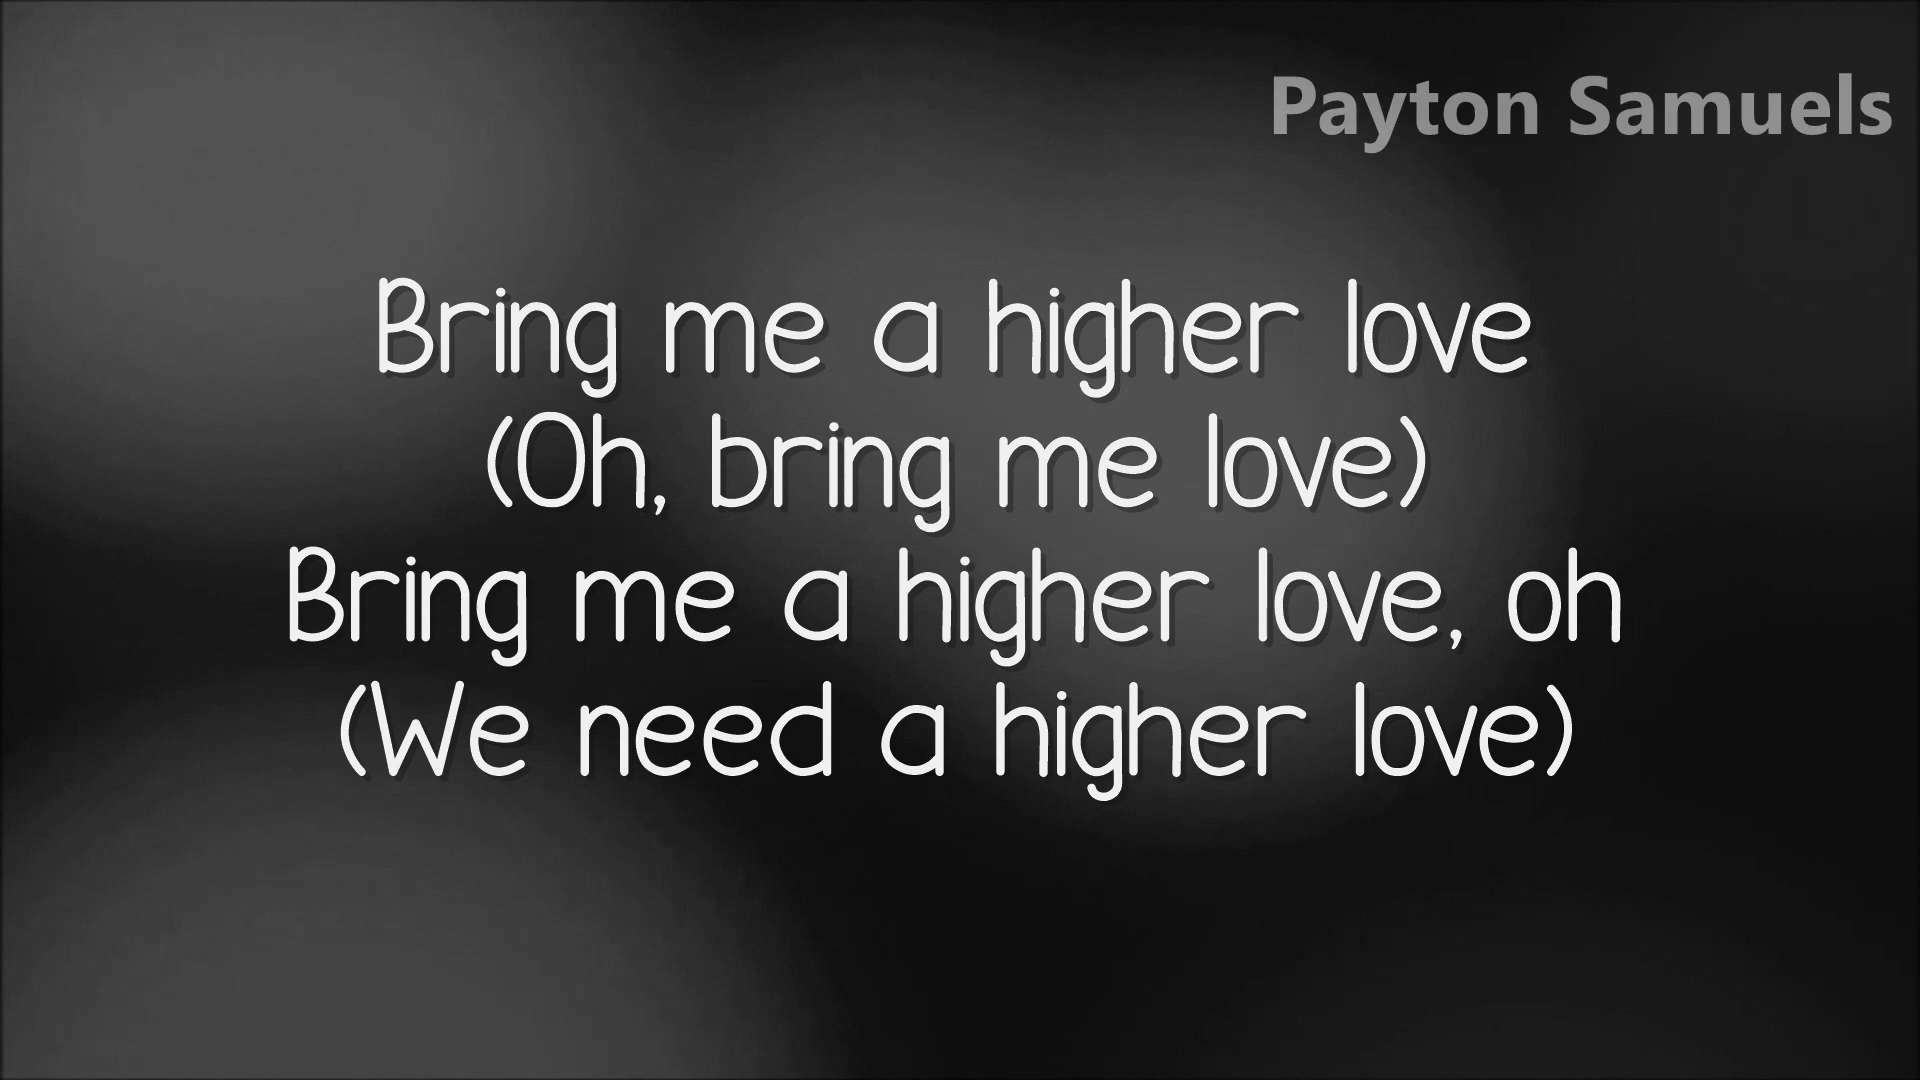 Payton Samuels
Bring me a higher love
(Oh, bring me love)
Bring me a higher love, oh
(We need a higher love)